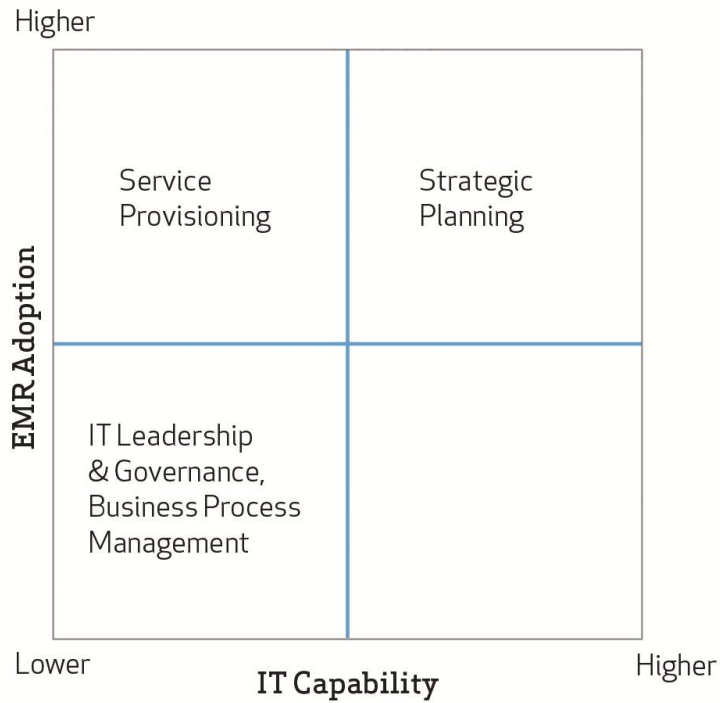 Higher
Service
Provisioning
Strategic
Planning
EMR Adoption
IT Leadership
& Governance,
Business Process
Management
Lower
IT Capability
Higher